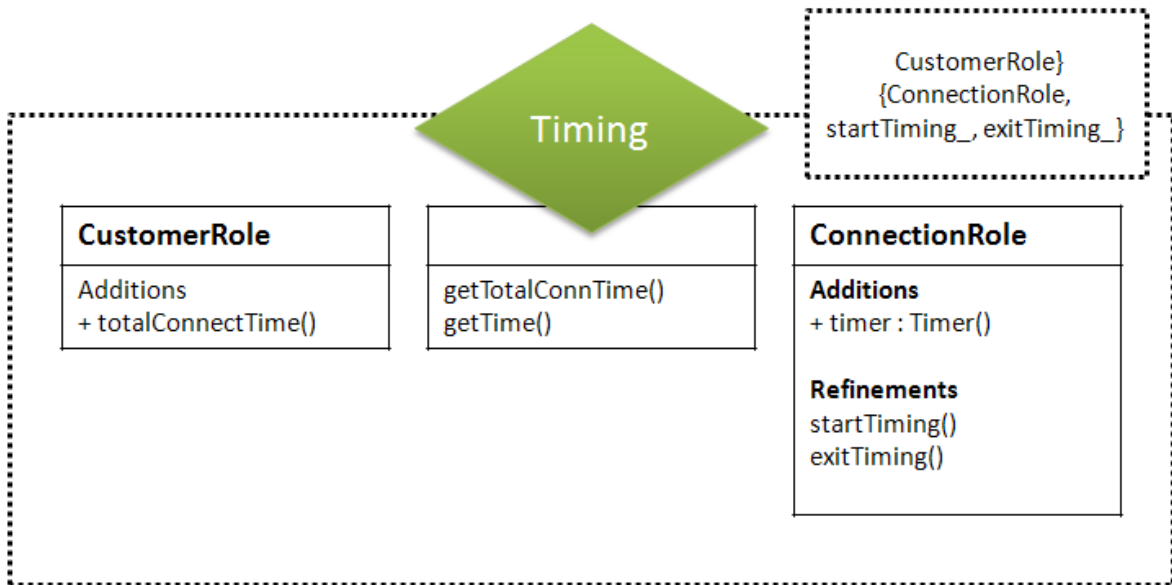 CustomerRole}
{ConnectionRole,
startTiming_, exitTiming_}
Timing
CustomerRole
Additions
+ totalConnectTime()
getTotalConnTime()
getTime()
ConnectionRole
Additions
+ timer : Timer()
Refinements
startTiming()
exitTiming()